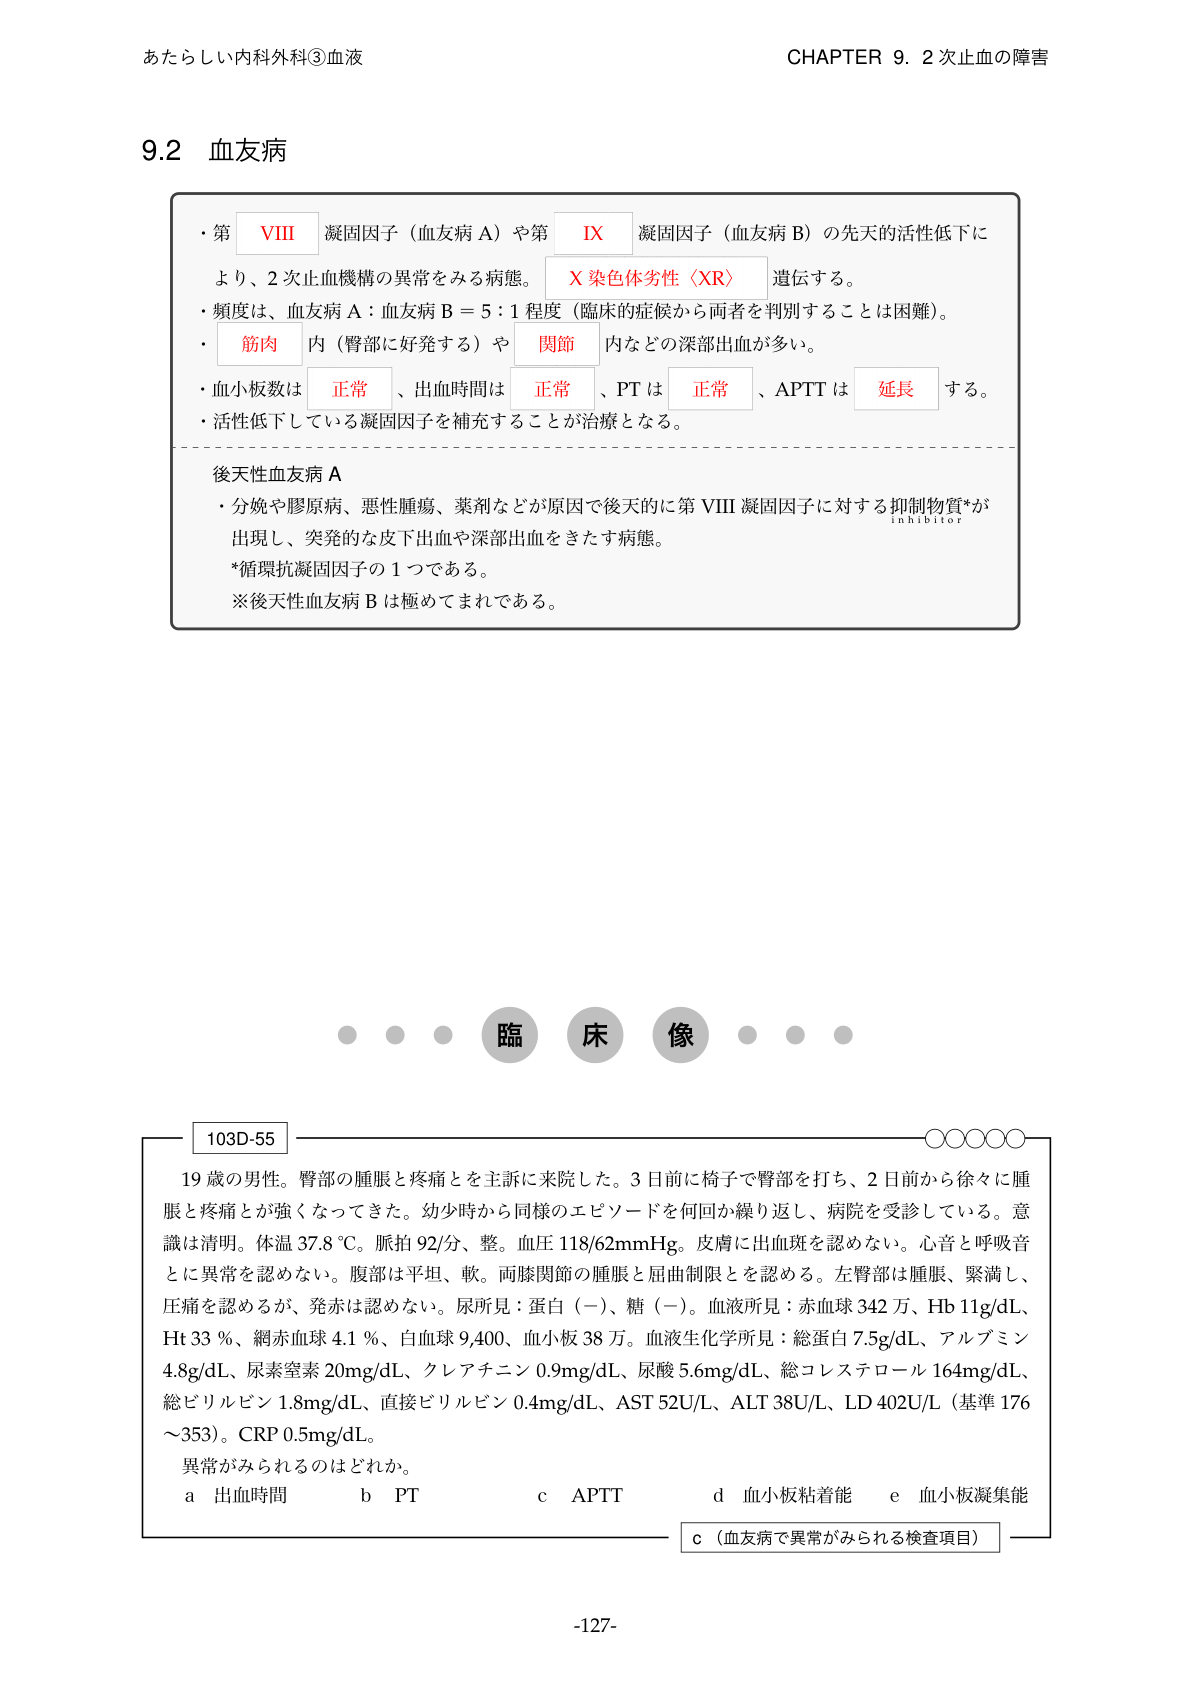 あたらしい内科外科③血液
CHAPTER 9. 2次止血の障害
9.2 血友病
・第 VIII 凝固因子（血友病 A）や第 IX 凝固因子（血友病 B）の先天的活性低下に
より、2 次止血機構の異常をみる病態。 X 染色体劣性〈XR〉 遺伝する。
・頻度は、血友病 A：血友病 B ＝ 5：1 程度（臨床的症候から両者を判別することは困難）。
・ 筋肉 内（臀部に好発する）や 関節 内などの深部出血が多い。
・血小板数は 正常 、出血時間は 正常 、PT は 正常 、APTT は 延長 する。
・活性低下している凝固因子を補充することが治療となる。
後天性血友病 A
・分娩や膠原病、悪性腫瘍、薬剤などが原因で後天的に第 VIII 凝固因子に対する抑制物質*が
inhibitor
出現し、突発的な皮下出血や深部出血をきたす病態。
*循環抗凝固因子の 1 つである。
※後天性血友病 B は極めてまれである。
臨床像
103D-55
19 歳の男性。臀部の腫脹と疼痛とを主訴に来院した。3 日前に椅子で臀部を打ち、2 日前から徐々に腫
脹と疼痛とが強くなってきた。幼少時から同様のエピソードを何回か繰り返し、病院を受診している。意
識は清明。体温 37.8 ℃。脈拍 92/分、整。血圧 118/62mmHg。皮膚に出血斑を認めない。心音と呼吸音
とに異常を認めない。腹部は平坦、軟。両膝関節の腫脹と屈曲制限とを認める。左臀部は腫脹、緊満し、
圧痛を認めるが、発赤は認めない。尿所見：蛋白（－）、糖（－）。血液所見：赤血球 342 万、Hb 11g/dL、
Ht 33 %、網赤血球 4.1 %、白血球 9,400、血小板 38 万。血液生化学所見：総蛋白 7.5g/dL、アルブミン
4.8g/dL、尿素窒素 20mg/dL、クレアチニン 0.9mg/dL、尿酸 5.6mg/dL、総コレステロール 164mg/dL、
総ビリルビン 1.8mg/dL、直接ビリルビン 0.4mg/dL、AST 52U/L、ALT 38U/L、LD 402U/L（基準 176
～353）。CRP 0.5mg/dL。
異常がみられるのはどれか。
a 出血時間 b PT c APTT d 血小板粘着能 e 血小板凝集能
c （血友病で異常がみられる検査項目）
-127-